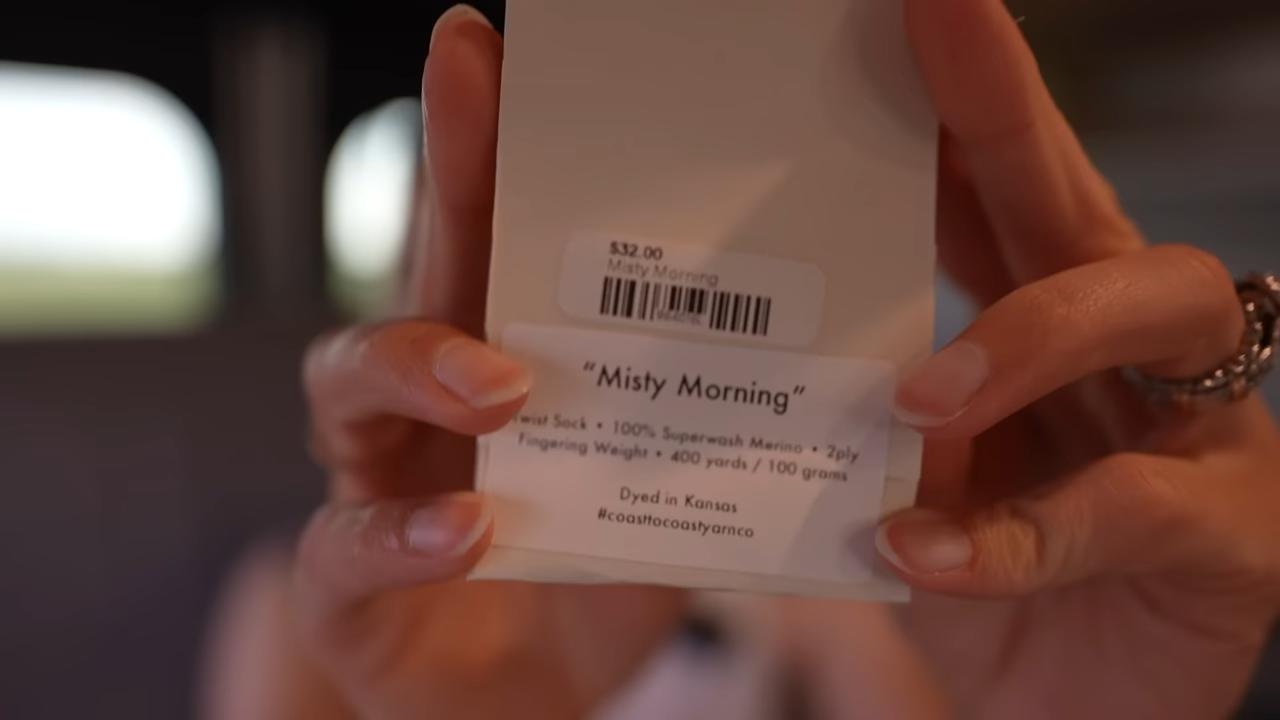 $32.00
Misty Morning
“Misty Morning”
wist Sock • 100% Superwash Merino • 2ply
Fingering Weight • 400 yards / 100 grams
Dyed in Kansas
#coasttocoastyarnco